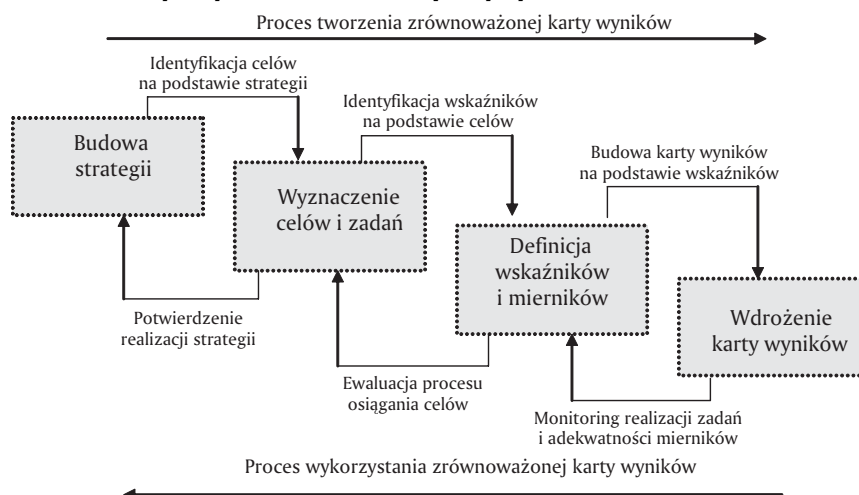 Proces tworzenia zrównoważonej karty wyników
Identyfikacja celów
na podstawie strategii
Identyfikacja wskaźników
na podstawie celów
Budowa karty wyników
na podstawie wskaźników
Budowa
strategii
Wyznaczenie
celów i zadań
Definicja
wskaźników
i mierników
Wdrożenie
karty wyników
Potwierdzenie
realizacji strategii
Ewaluacja procesu
osiągania celów
Monitoring realizacji zadań
i adekwatności mierników
Proces wykorzystania zrównoważonej karty wyników